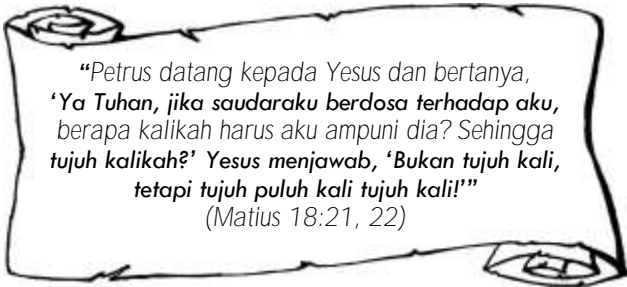 “Petrus datang kepada Yesus dan bertanya,
‘Ya Tuhan, jika saudaraku berdosa terhadap aku,
berapa kalikah harus aku ampuni dia? Sehingga
tujuh kalikah?’ Yesus menjawab, ‘Bukan tujuh kali,
tetapi tujuh puluh kali tujuh kali!’”
(Matius 18:21, 22)